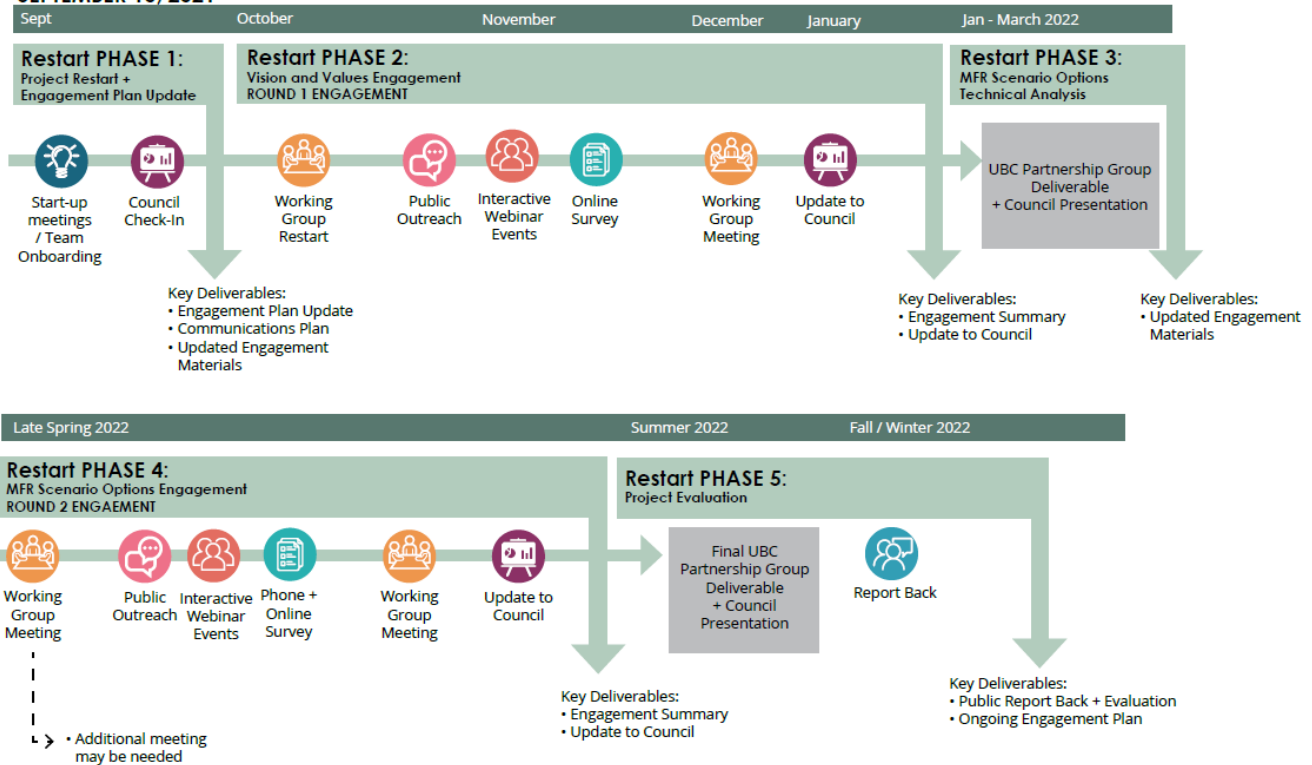 Sept
October
November
December
January
Jan - March 2022
Restart PHASE 1:
Project Restart +
Engagement Plan Update
Restart PHASE 2:
Vision and Values Engagement
ROUND 1 ENGAGEMENT
Restart PHASE 3:
MFR Scenario Options
Technical Analysis
Start-up
meetings
/ Team
Onboarding
Council
Check-In
Working
Group
Restart
Public
Outreach
Interactive
Webinar
Events
Online
Survey
Working
Group
Meeting
Update to
Council
UBC Partnership Group
Deliverable
+ Council Presentation
Key Deliverables:
• Engagement Plan Update
• Communications Plan
• Updated Engagement
Materials
Key Deliverables:
• Engagement Summary
• Update to Council
Key Deliverables:
• Updated Engagement
Materials
Late Spring 2022
Summer 2022
Fall / Winter 2022
Restart PHASE 4:
MFR Scenario Options Engagement
ROUND 2 ENGAEMENT
Restart PHASE 5:
Project Evaluation
Working
Group
Meeting
Public
Outreach
Interactive
Webinar
Events
Phone +
Online
Survey
Working
Group
Meeting
Update to
Council
Final UBC
Partnership Group
Deliverable
+ Council
Presentation
Report Back
• Additional meeting
may be needed
Key Deliverables:
• Engagement Summary
• Update to Council
Key Deliverables:
• Public Report Back + Evaluation
• Ongoing Engagement Plan